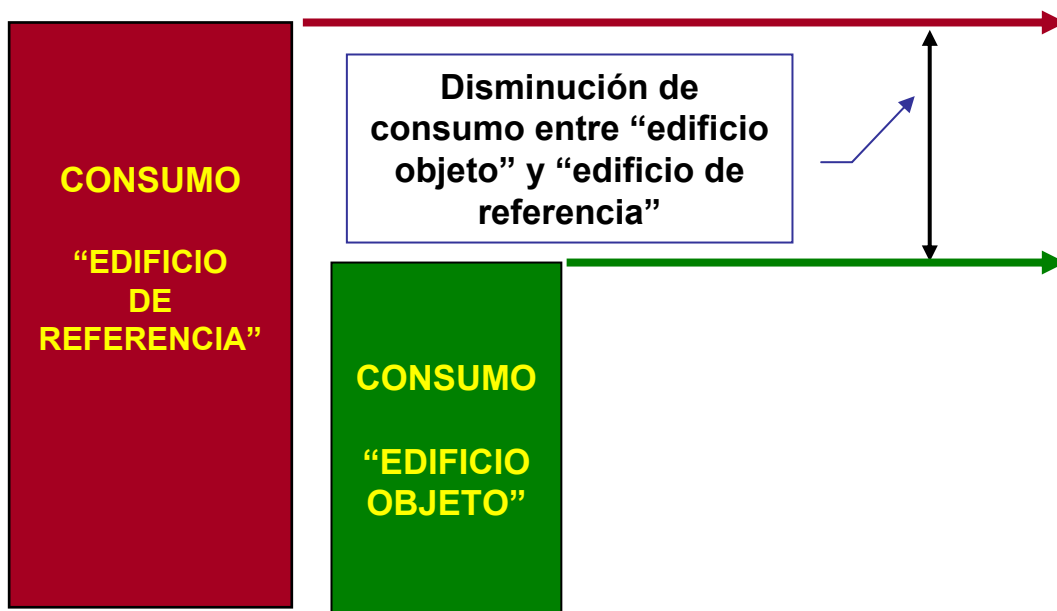 CONSUMO
“EDIFICIO
DE
REFERENCIA”
Disminución de
consumo entre “edificio
objeto” y “edificio de
referencia”
CONSUMO
“EDIFICIO
OBJETO”